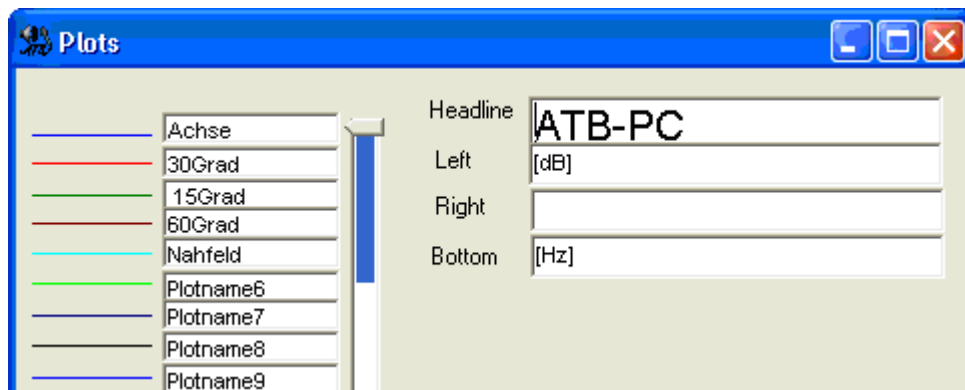 Plots
Achse
30Grad
15Grad
60Grad
Nahfeld
Plotname6
Plotname7
Plotname8
Plotname9
Headline
ATB-PC
Left
[dB]
Right
Bottom
[Hz]